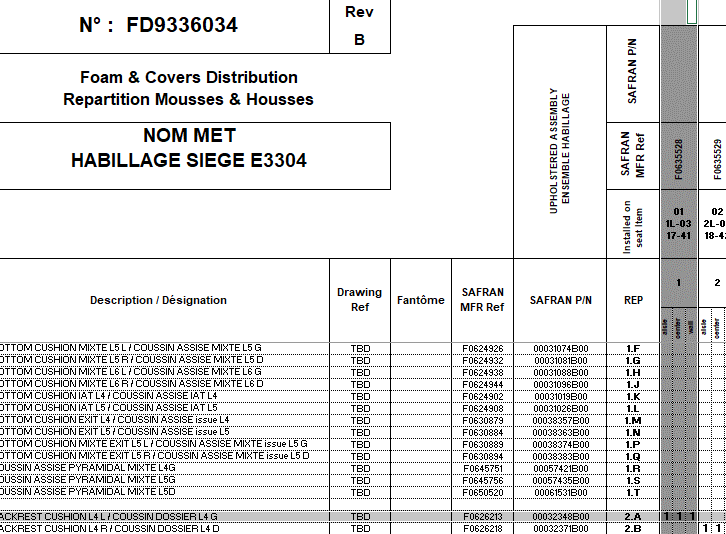 N° : FD9336034
Rev
B
Foam & Covers Distribution
Repartition Mousses & Housses
NOM MET
HABILLAGE SIEGE E3304
UPHOLSTERED ASSEMBLY
ENSEMBLE HABILLAGE
SAFRAN P/N
SAFRAN
MFR Ref
F0635528
F0635529
Installed on
seat Item
01
1L-03
17-41
02
2L-0
18-4
1
2
Description / Désignation
Drawing
Ref
Fantôme
SAFRAN
MFR Ref
SAFRAN P/N
REP
aisle
center
wall
aisle
center
OTTOM CUSHION MIXTE L5 L / COUSSIN ASSISE MIXTE L5 G TBD F0624926 00031074B00 1.F
OTTOM CUSHION MIXTE L5 R / COUSSIN ASSISE MIXTE L5 D TBD F0624932 00031081B00 1.G
OTTOM CUSHION MIXTE L6 L / COUSSIN ASSISE MIXTE L6 G TBD F0624938 00031088B00 1.H
OTTOM CUSHION MIXTE L6 R / COUSSIN ASSISE MIXTE L6 D TBD F0624944 00031096B00 1.J
OTTOM CUSHION IAT L4 / COUSSIN ASSISE IAT L4 TBD F0624902 00031019B00 1.K
OTTOM CUSHION IAT L5 / COUSSIN ASSISE IAT L5 TBD F0624908 00031026B00 1.L
OTTOM CUSHION EXIT L4 / COUSSIN ASSISE issue L4 TBD F0630879 00038357B00 1.M
OTTOM CUSHION EXIT L5 / COUSSIN ASSISE issue L5 TBD F0630884 00038363B00 1.N
OTTOM CUSHION MIXTE EXIT L5 L / COUSSIN ASSISE MIXTE issue L5 G TBD F0630889 00038374B00 1.P
OTTOM CUSHION MIXTE EXIT L5 R / COUSSIN ASSISE MIXTE issue L5 D TBD F0630894 00038383B00 1.Q
OUSSIN ASSISE PYRAMIDAL MIXTE L4G TBD F0645751 00057421B00 1.R
OUSSIN ASSISE PYRAMIDAL MIXTE L5G TBD F0645756 00057435B00 1.S
OUSSIN ASSISE PYRAMIDAL MIXTE L5D TBD F0650520 00061531B00 1.T
ACKREST CUSHION L4 L / COUSSIN DOSSIER L4 G TBD F0626213 00032348B00 2.A 1 1 1
ACKREST CUSHION L4 R / COUSSIN DOSSIER L4 D TBD F0626218 00032371B00 2.B 1 1